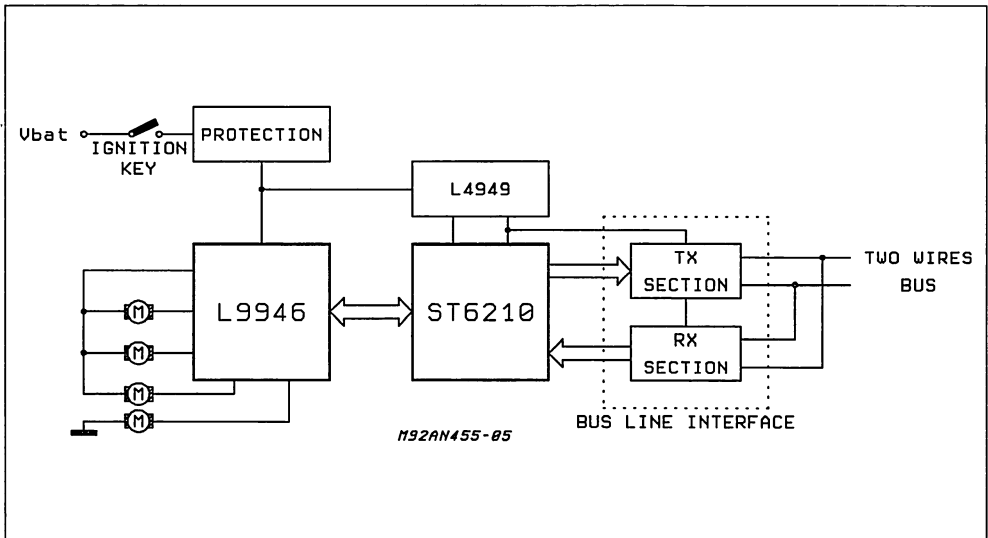 Vbat
IGNITION
KEY
PROTECTION
L4949
L9946
ST6210
TX
SECTION
RX
SECTION
TWO WIRES
BUS
M
M
M
M
BUS LINE INTERFACE
M92AN455-05